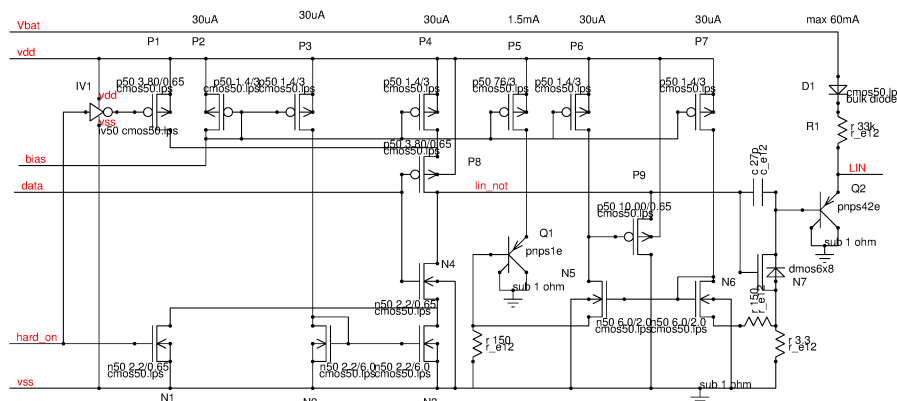 30uA 30uA 30uA 1.5mA 30uA 30uA max 60mA
Vbat
P1 P2 P3 P4 P5 P6 P7
vdd
p50 3.80/0.65 p50 1.4/3 p50 1.4/3 p50 1.4/3 p50 76/3 p50 1.4/3 p50 1.4/3
cmos50.lps cmos50.lps cmos50.lps cmos50.lps cmos50.lps cmos50.lps cmos50.lps
IV1 D1
vdd cmos50.lp
bulk diode
vss R1
r 33k
r_e12
iv50 cmos50.lps
p50 3.80/0.65
cmos50.lps
bias
P8
c 27p
c_e12
LIN
data lin_not
P9 Q2
pnps42e
p50 10.00/0.65
cmos50.lps
Q1
pnps1e
sub 1 ohm
N4 N5 dmos6x8
N6 N7
sub 1 ohm
n50 2.2/0.65
cmos50.lps
n50 6.0/2.0 n50 6.0/2.0
cmos50.lps cmos50.lps
r 150
r_e12
hard_on
r 150
r_e12
r 3.3
r_e12
n50 2.2/0.65 n50 2.2/6.0 n50 2.2/6.0
cmos50.lps cmos50.lps cmos50.lps
vss
sub 1 ohm
N1